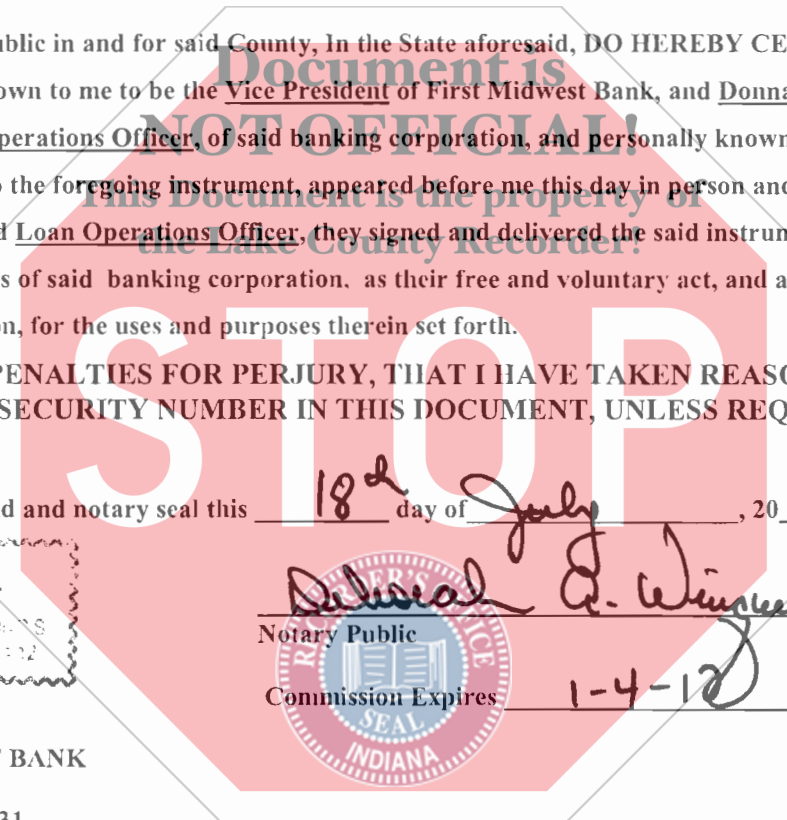 ublic in and for said County, In the State aforesaid, DO HEREBY CE
Document is
own to me to be the Vice President of First Midwest Bank, and Donna
NOT OFFICIAL!
perations Officer, of said banking corporation, and personally known
This Document is the property of
o the foregoing instrument, appeared before me this day in person and
the Lake County Recorder!
d Loan Operations Officer, they signed and delivered the said instrum
s of said banking corporation. as their free and voluntary act, and a
on, for the uses and purposes therein set forth.
STOP
PENALTIES FOR PERJURY, THAT I HAVE TAKEN REASO
SECURITY NUMBER IN THIS DOCUMENT, UNLESS REQ
d and notary seal this 18th day of July, 20
Deborah A.
Notary Public
RECORDER'S OFFICE
Commission Expires 1-4-12
SEAL
INDIANA
BANK
31